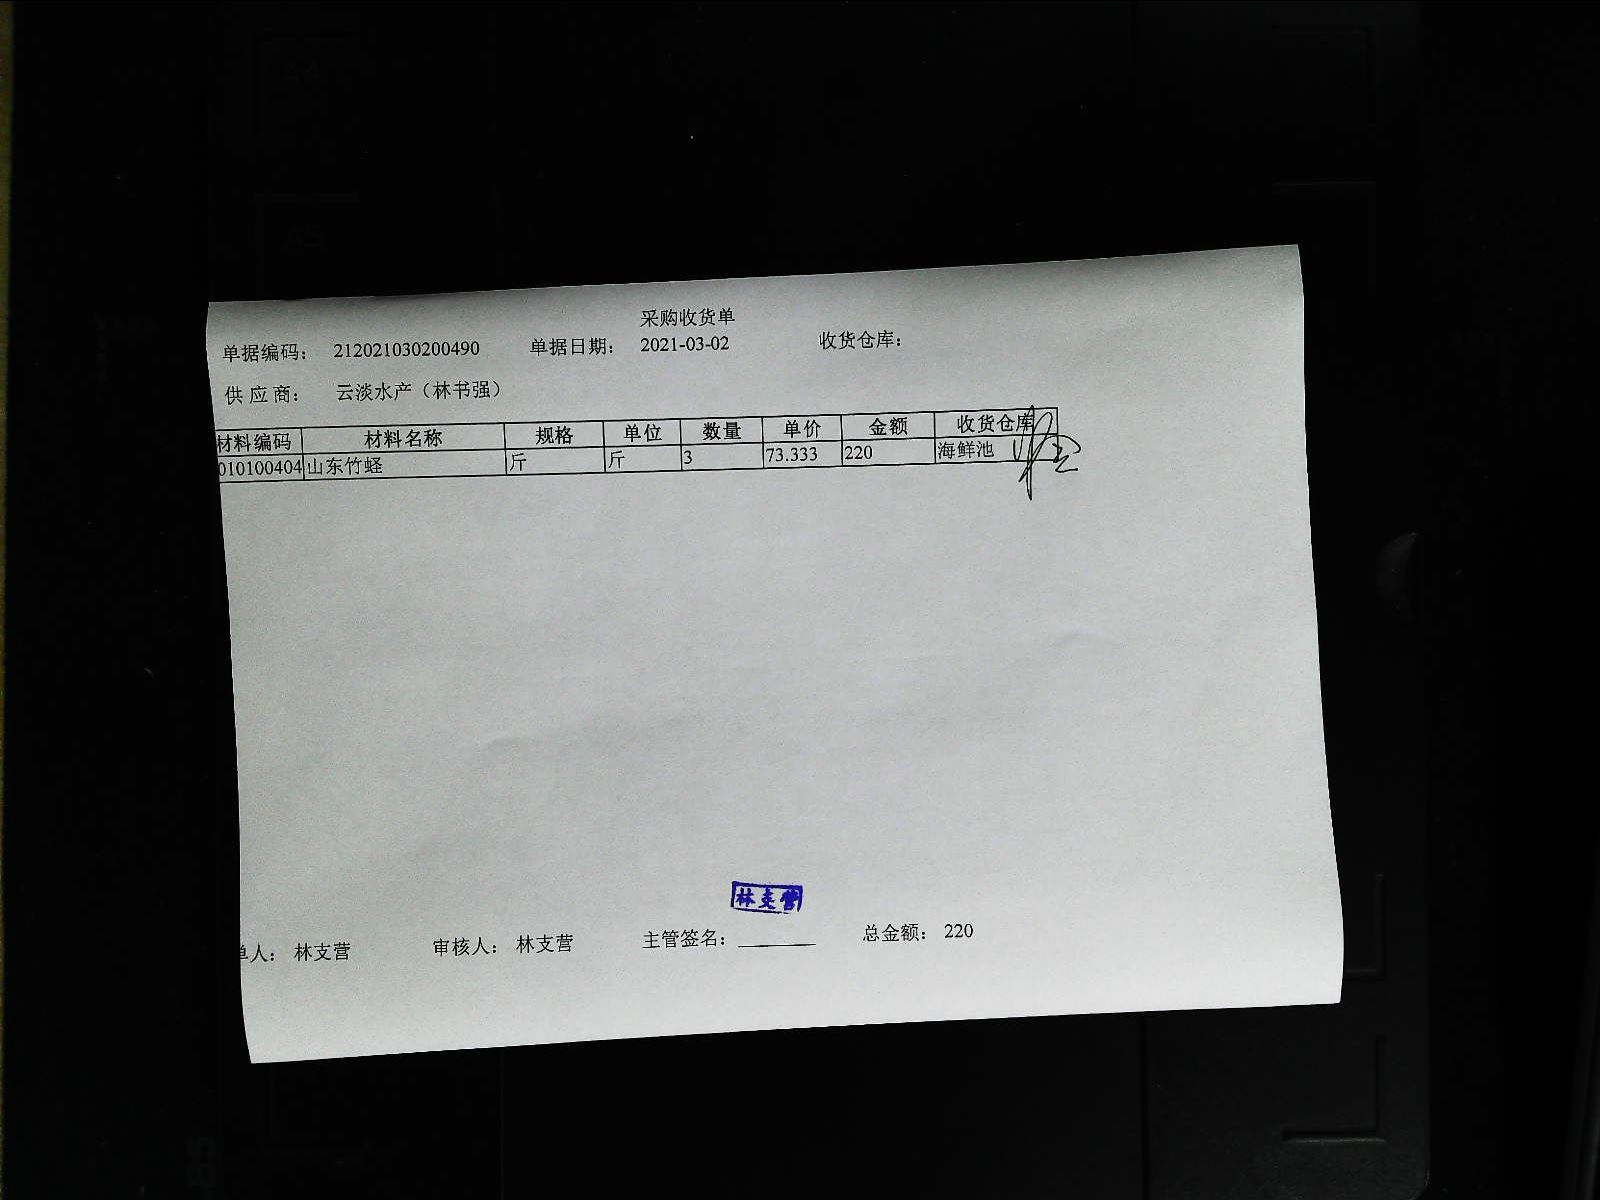 采购收货单
单据编码： 212021030200490 单据日期： 2021-03-02 收货仓库：
供应商： 云淡水产（林书强）
材料编码 材料名称 规格 单位 数量 单价 金额 收货仓库
010100404 山东竹蛏 斤 斤 3 73.333 220 海鲜池
林支营
单人： 林支营 审核人： 林支营 主管签名： 总金额： 220